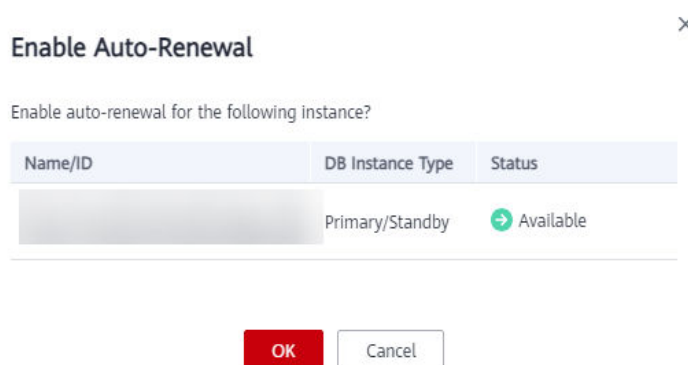 Enable Auto-Renewal
Enable auto-renewal for the following instance?
Name/ID DB Instance Type Status
Primary/Standby Available
OK Cancel